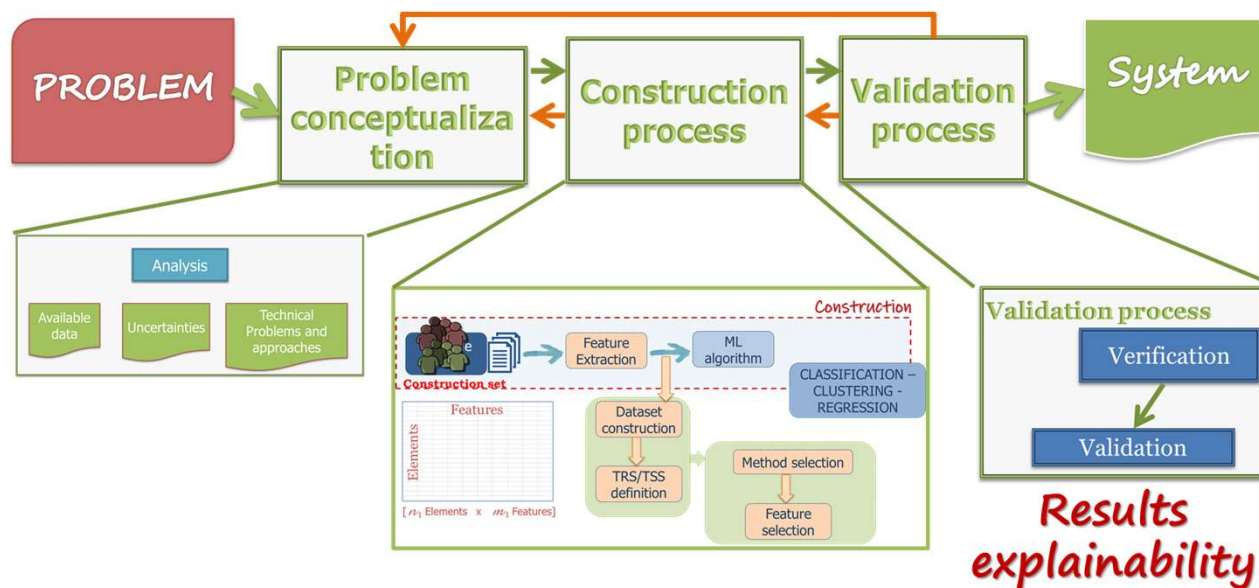 PROBLEM
Problem
conceptualiza
tion
Construction
process
Validation
process
System
Analysis
Available
data
Uncertainties
Technical
Problems and
approaches
Construction
Construction set
Feature
Extraction
ML
algorithm
CLASSIFICATION –
CLUSTERING -
REGRESSION
Features
Elements
[ n₁ Elements x m₁ Features]
Dataset
construction
TRS/TSS
definition
Method selection
Feature
selection
Validation process
Verification
Validation
Results
explainability